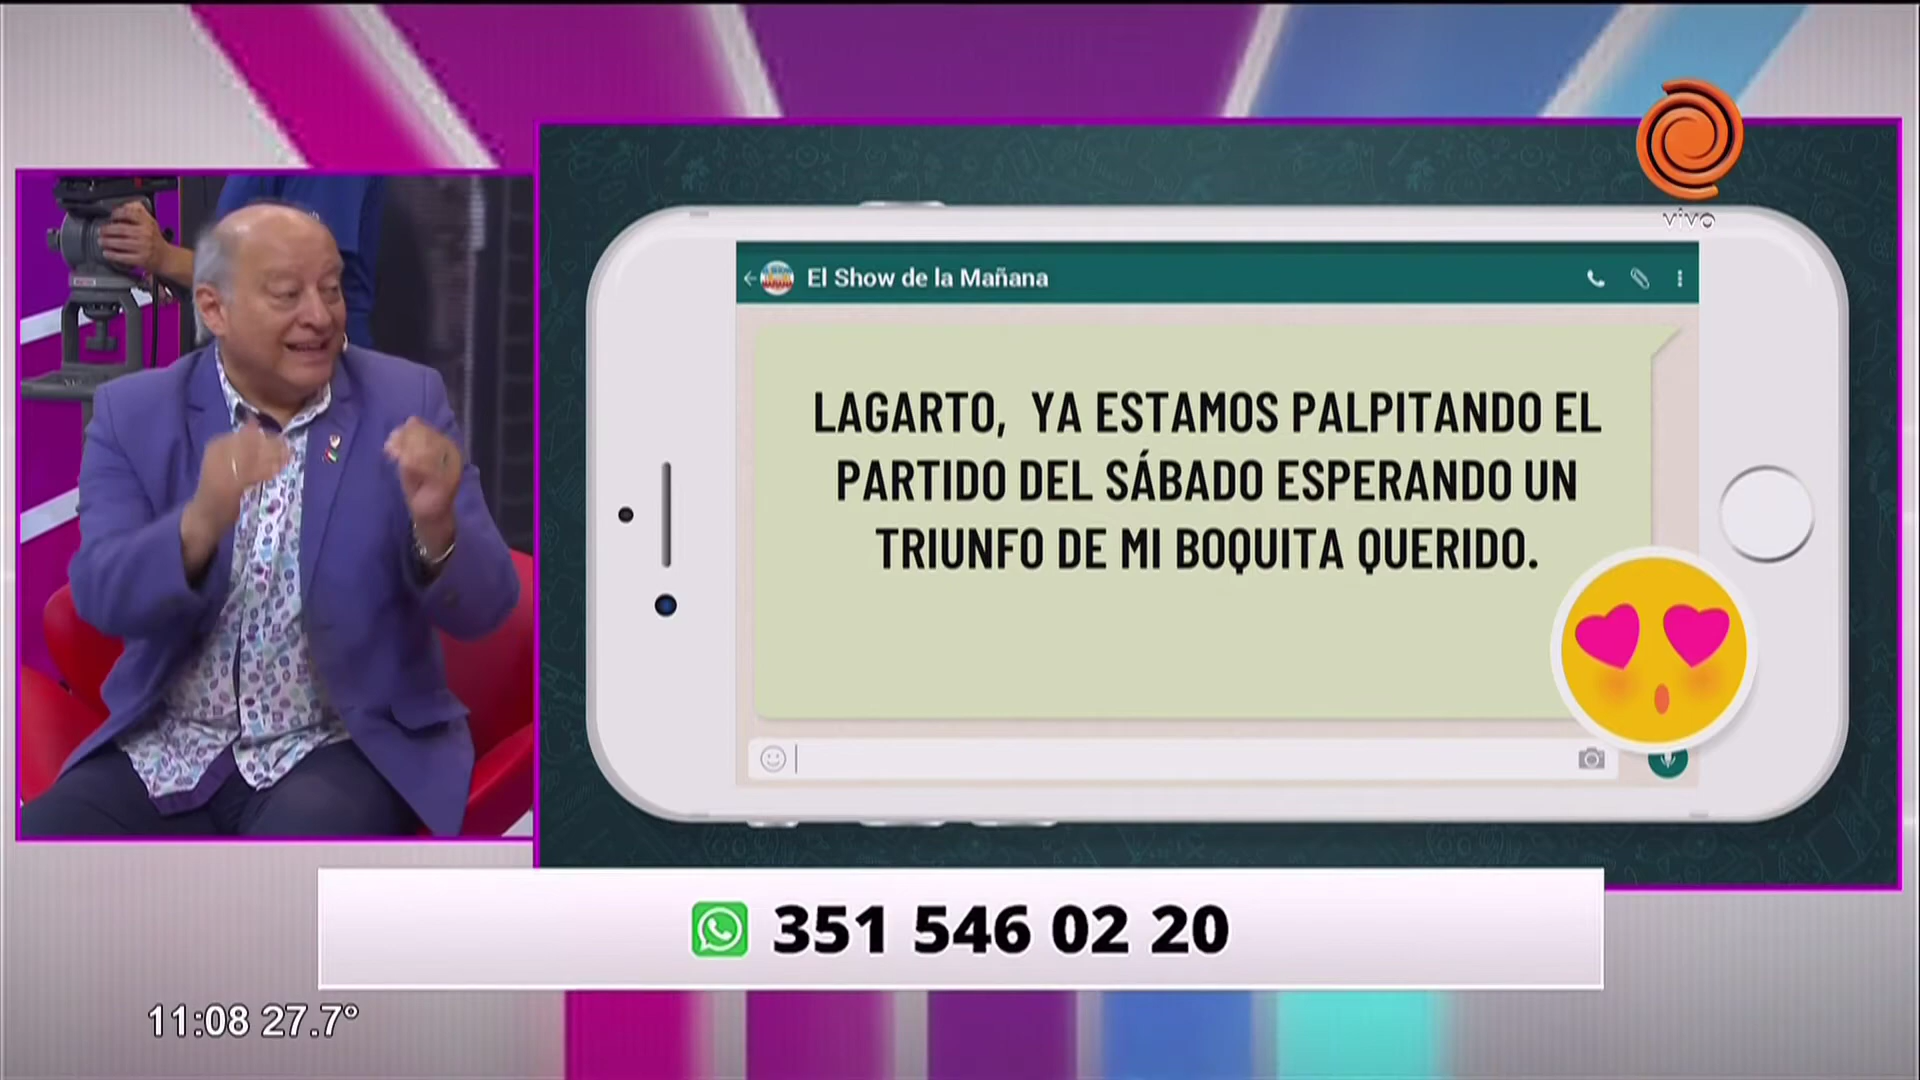 vivo
El Show de la Mañana
LAGARTO, YA ESTAMOS PALPITANDO EL
PARTIDO DEL SÁBADO ESPERANDO UN
TRIUNFO DE MI BOQUITA QUERIDO.
351 546 02 20
11:08 27.7°